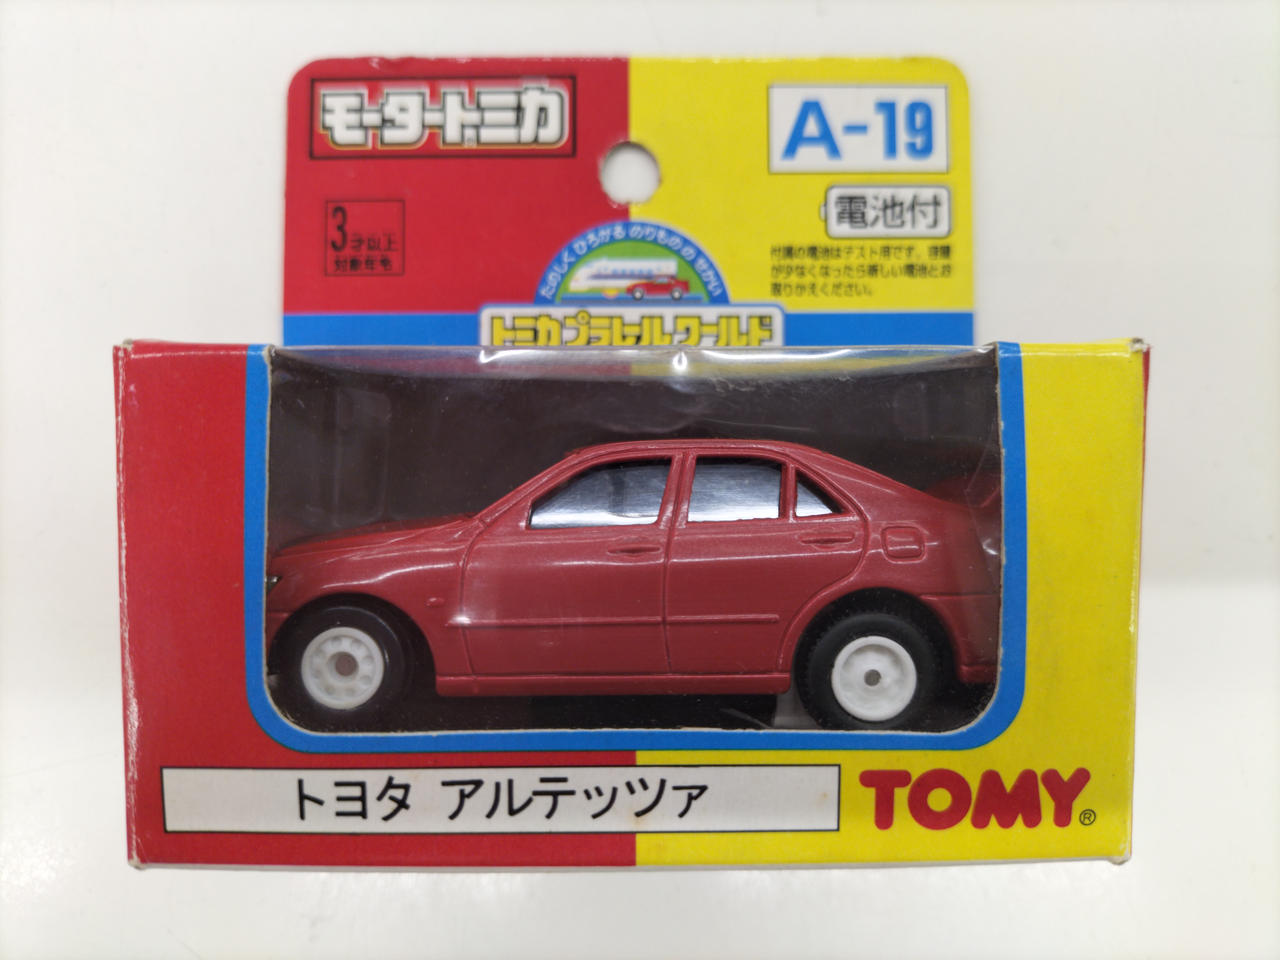 モータートミカ
A-19
3才以上
対象年令
電池付
付属の電池はテスト用です。容量
が少なくなったら新しい電池とお
取りかえください。
たのしく ひろがる のりもの の せかい
トミカプラレールワールド
トヨタ アルテッツァ
TOMY®